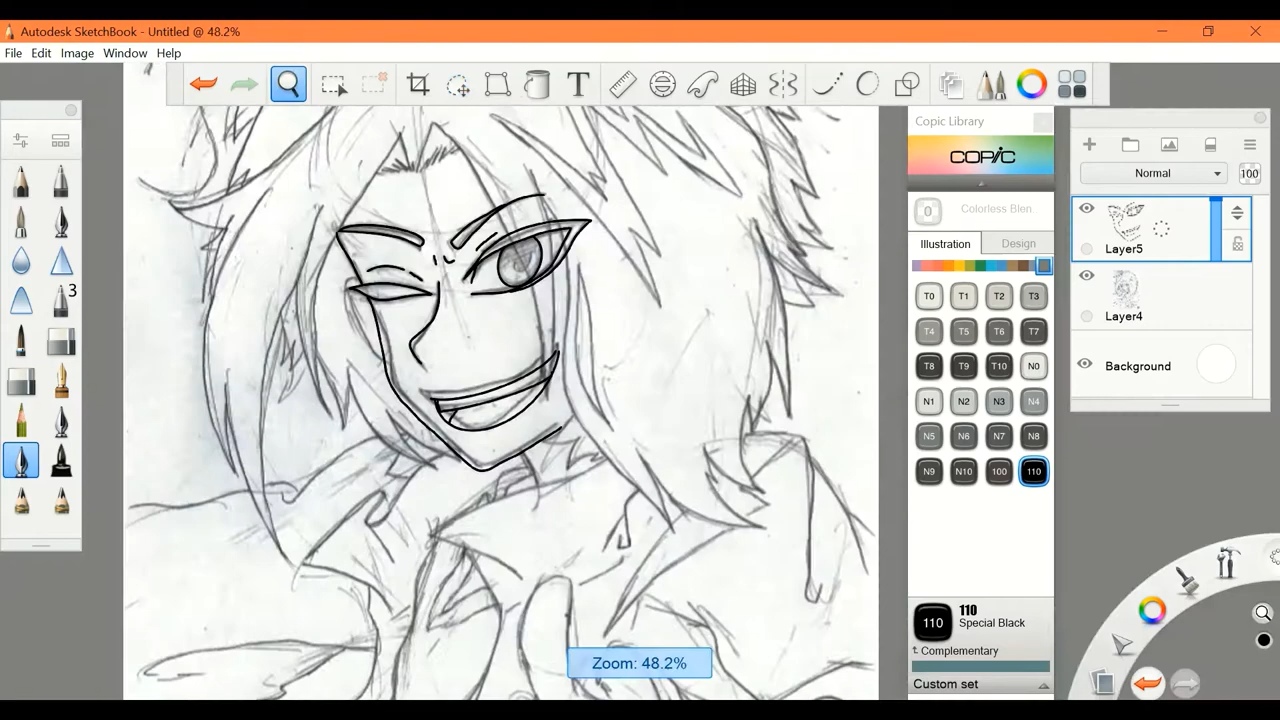 Autodesk SketchBook - Untitled @ 48.2%
File Edit Image Window Help
T
Copic Library
COPIC
0 Colorless Blen.
Illustration Design
T0 T1 T2 T3
T4 T5 T6 T7
T8 T9 T10 N0
N1 N2 N3 N4
N5 N6 N7 N8
N9 N10 100 110
110 110
Special Black
Complementary
Custom set
3
Normal 100
Layer5
Layer4
Background
Zoom: 48.2%